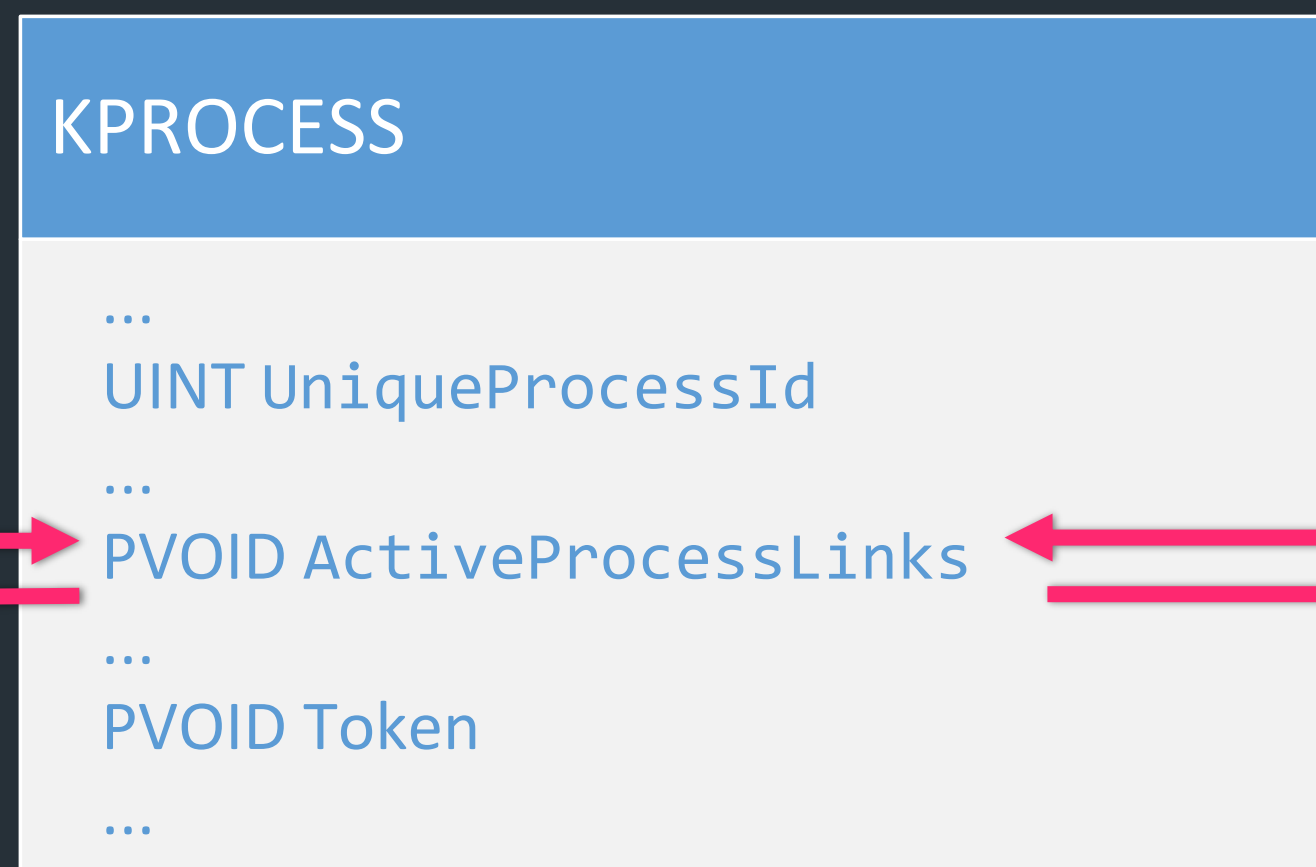 KPROCESS
...
UINT UniqueProcessId
...
PVOID ActiveProcessLinks
...
PVOID Token
...